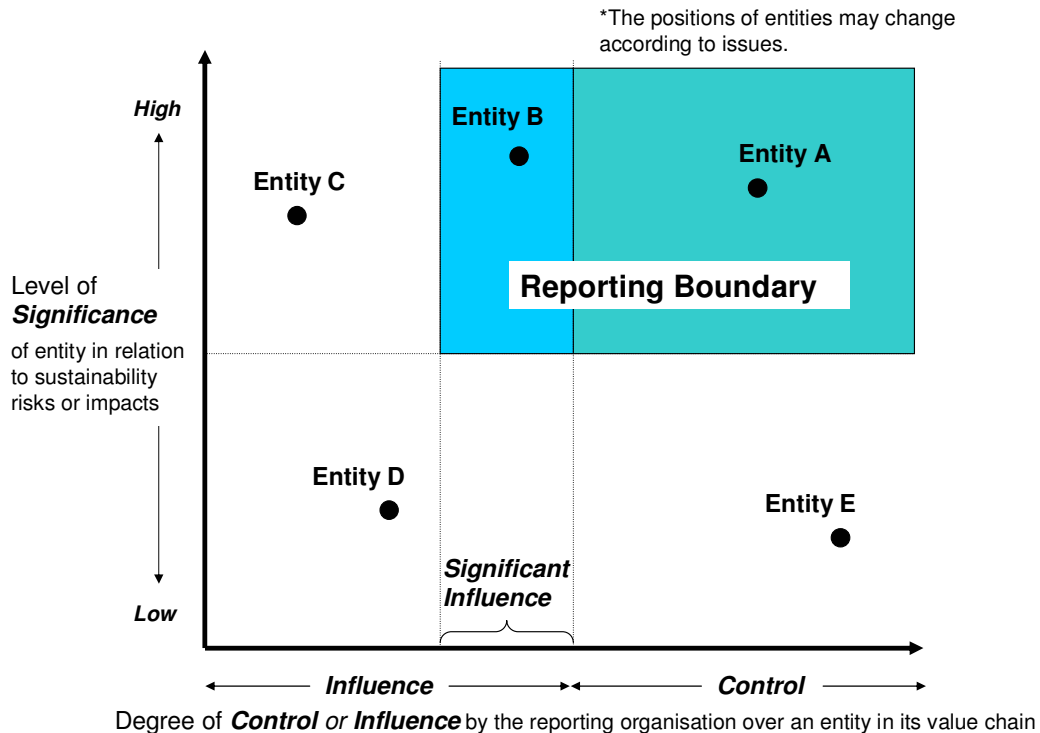 *The positions of entities may change
according to issues.
High
Entity B
Entity A
Entity C
Reporting Boundary
Level of
Significance
of entity in relation
to sustainability
risks or impacts
Entity D
Entity E
Significant
Influence
Low
Influence
Control
Degree of Control or Influence by the reporting organisation over an entity in its value chain